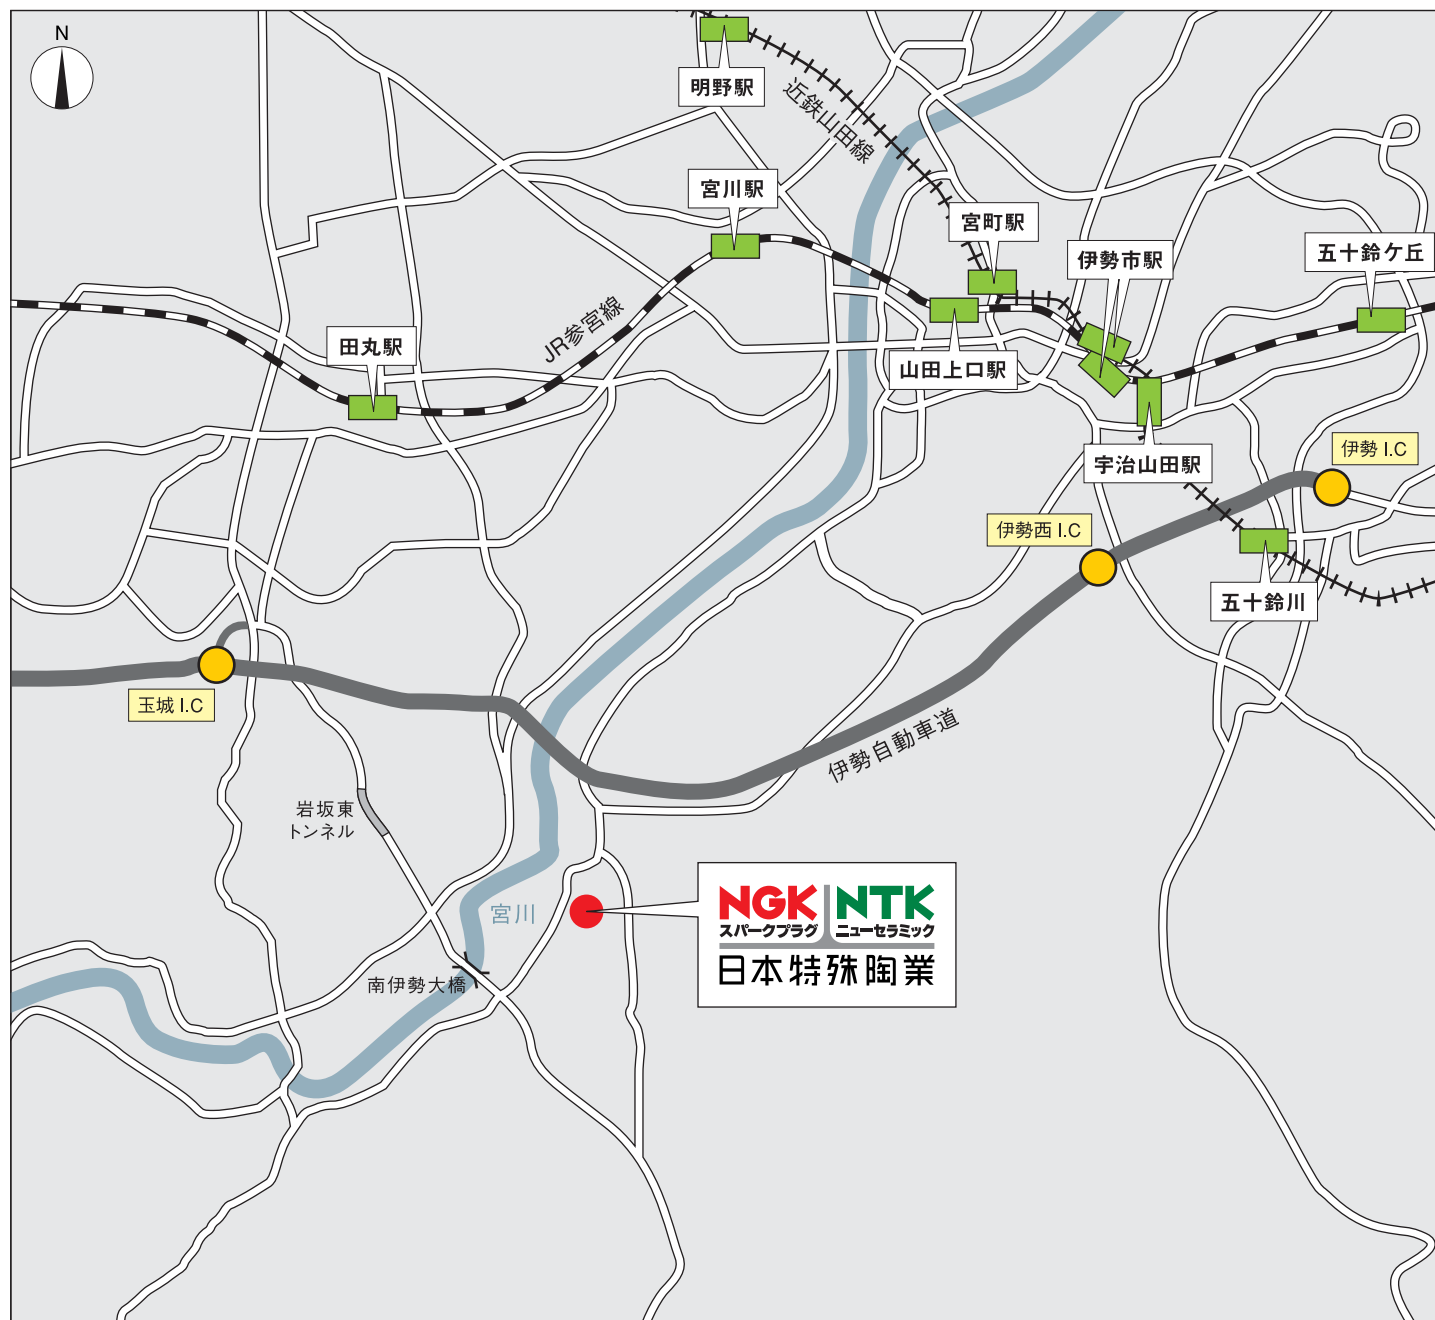 N
明野駅
近鉄山田線
宮川駅
宮町駅
伊勢市駅
五十鈴ケ丘
JR参宮線
田丸駅
山田上口駅
宇治山田駅
伊勢 I.C
伊勢西 I.C
五十鈴川
玉城 I.C
伊勢自動車道
岩坂東
トンネル
宮川
南伊勢大橋
NGK NTK
スパークプラグ ニューセラミック
日本特殊陶業